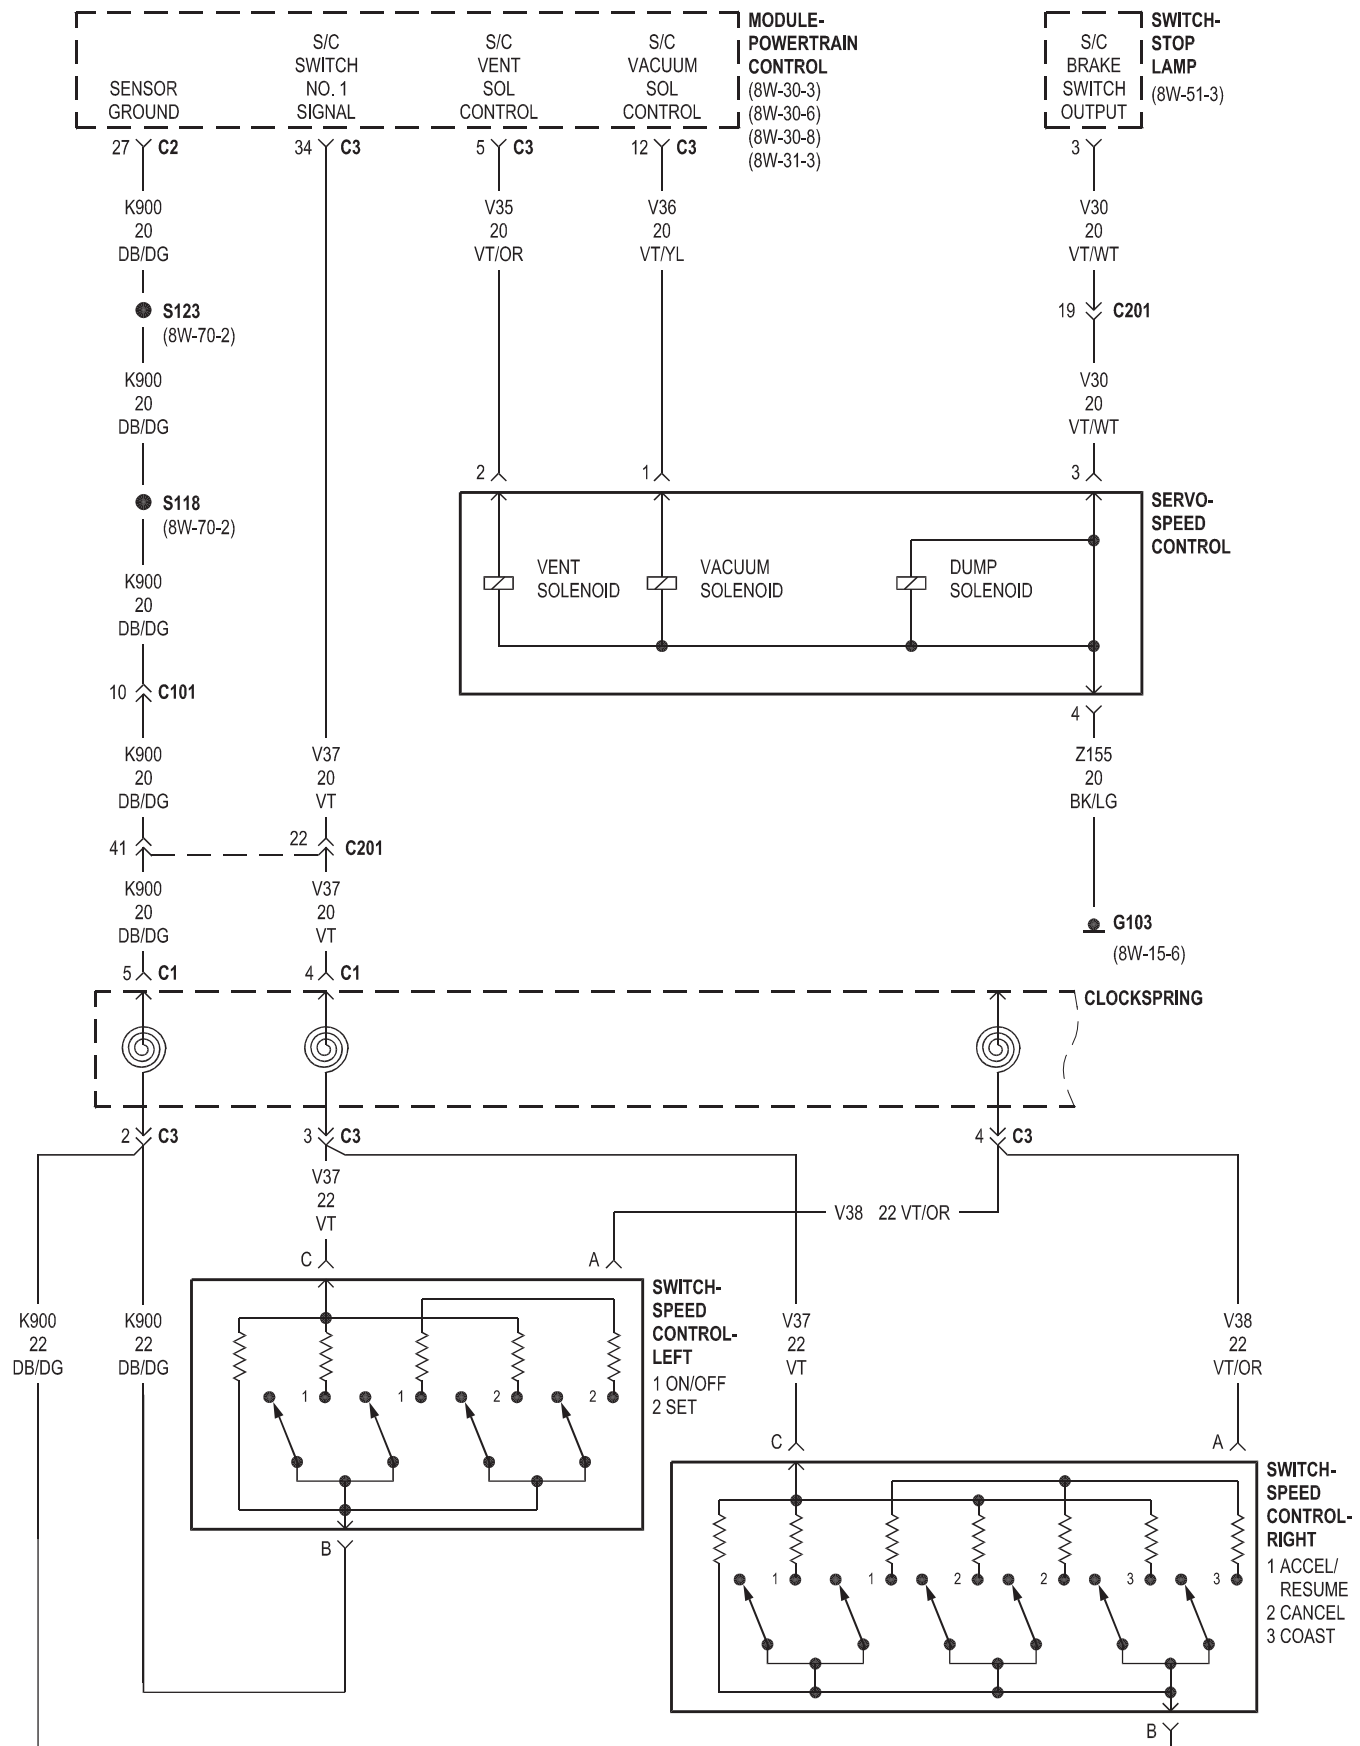 MODULE-
POWERTRAIN
CONTROL
(8W-30-3)
(8W-30-6)
(8W-30-8)
(8W-31-3)
SENSOR
GROUND
S/C
SWITCH
NO. 1
SIGNAL
S/C
VENT
SOL
CONTROL
S/C
VACUUM
SOL
CONTROL
S/C
BRAKE
SWITCH
OUTPUT
SWITCH-
STOP
LAMP
(8W-51-3)
27 C2
34 C3
5 C3
12 C3
3
K900
20
DB/DG
V35
20
VT/OR
V36
20
VT/YL
V30
20
VT/WT
S123
(8W-70-2)
19 C201
K900
20
DB/DG
V30
20
VT/WT
2
1
3
S118
(8W-70-2)
SERVO-
SPEED
CONTROL
VENT
SOLENOID
VACUUM
SOLENOID
DUMP
SOLENOID
K900
20
DB/DG
10 C101
4
K900
20
DB/DG
V37
20
VT
Z155
20
BK/LG
41
22
C201
K900
20
DB/DG
V37
20
VT
G103
(8W-15-6)
5 C1
4 C1
CLOCKSPRING
2 C3
3 C3
4 C3
V37
22
VT
V38 22 VT/OR
C
A
SWITCH-
SPEED
CONTROL-
LEFT
1 ON/OFF
2 SET
K900
22
DB/DG
K900
22
DB/DG
V37
22
VT
V38
22
VT/OR
1
1
2
2
B
C
A
SWITCH-
SPEED
CONTROL-
RIGHT
1 ACCEL/
RESUME
2 CANCEL
3 COAST
1
1
2
2
3
3
B